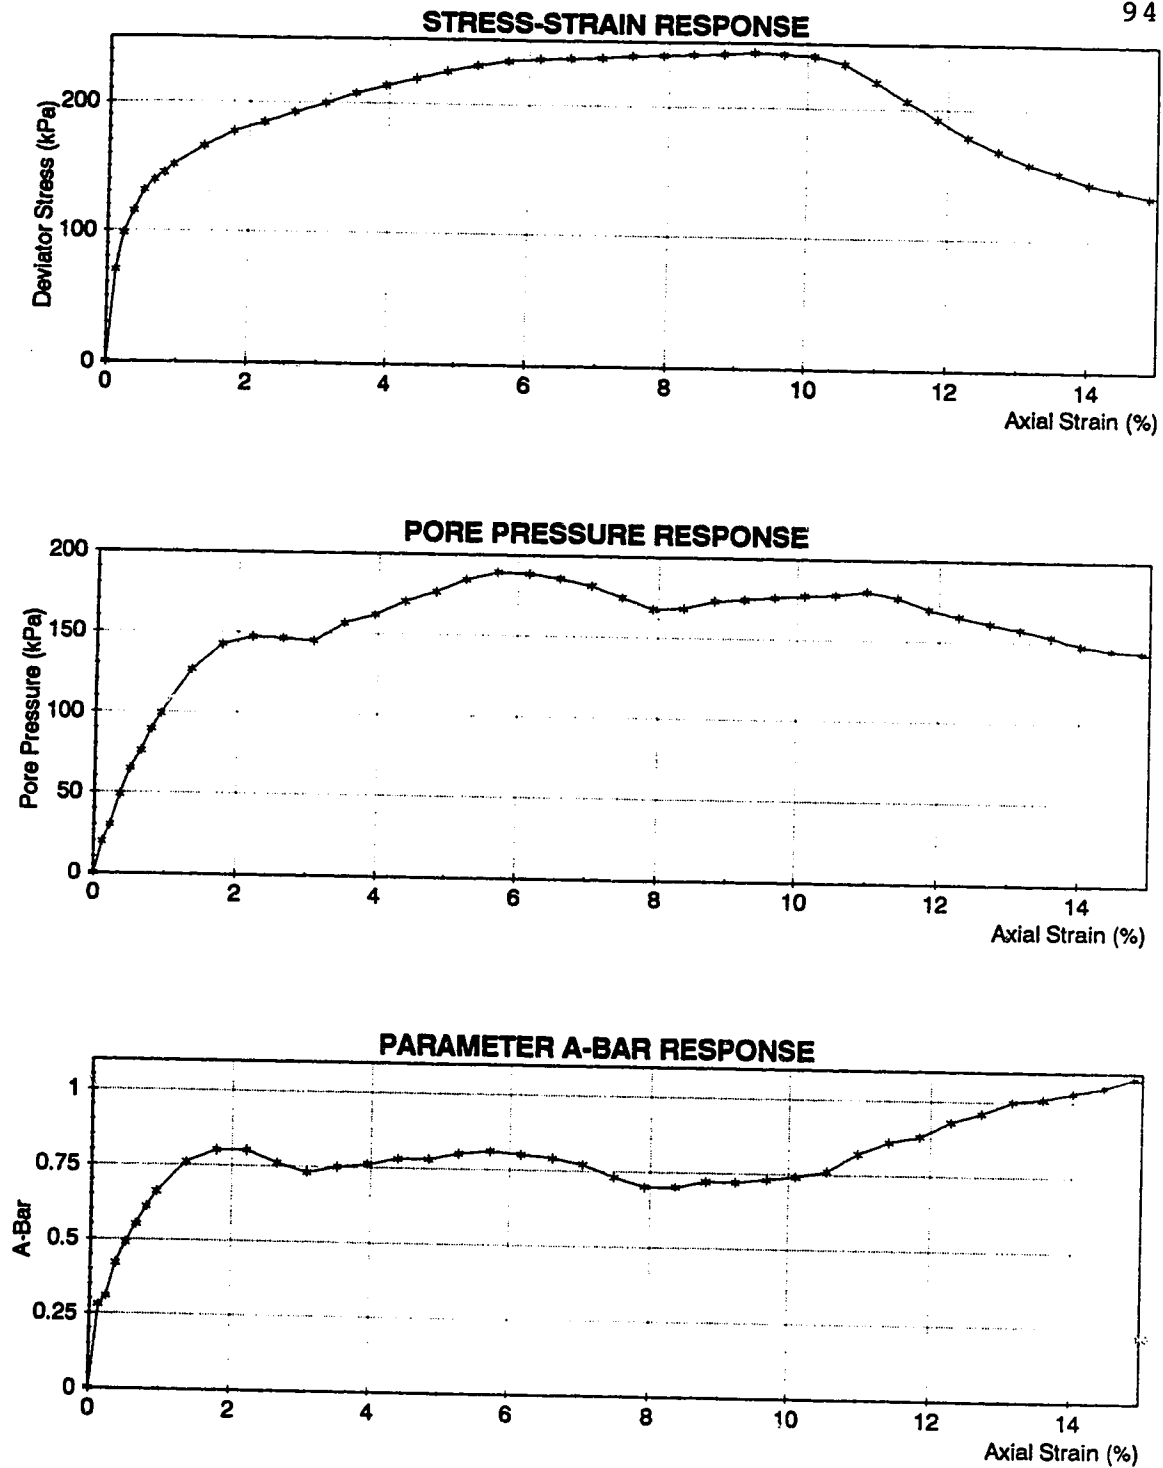 94
STRESS-STRAIN RESPONSE
Deviator Stress (kPa)
200
100
0
0 2 4 6 8 10 12 14
Axial Strain (%)
PORE PRESSURE RESPONSE
Pore Pressure (kPa)
200
150
100
50
0
0 2 4 6 8 10 12 14
Axial Strain (%)
PARAMETER A-BAR RESPONSE
A-Bar
1
0.75
0.5
0.25
0
0 2 4 6 8 10 12 14
Axial Strain (%)